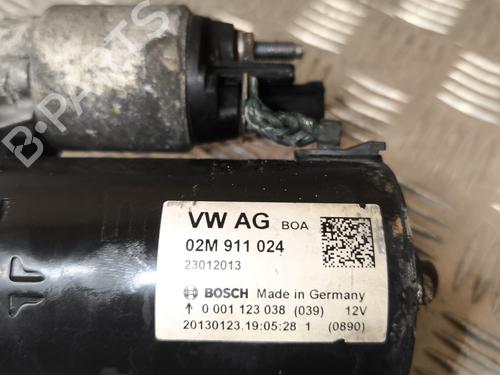 B-PARTS
VW AG BOA
02M 911 024
23012013
BOSCH Made in Germany
↑ 0 001 123 038 (039) 12V
20130123.19:05:28 1 (0890)